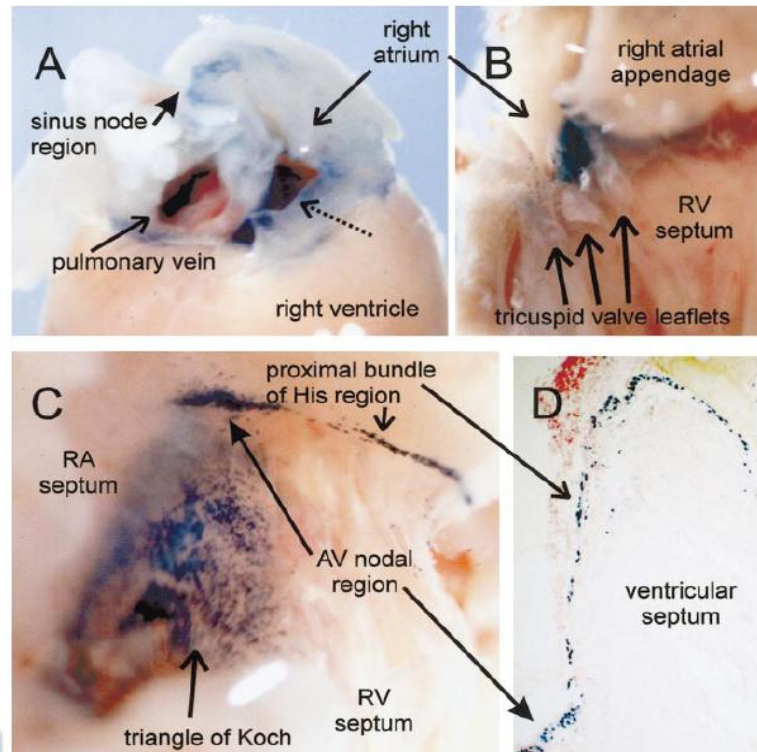 A
right
atrium
sinus node
region
pulmonary vein
right ventricle
B
right atrial
appendage
RV
septum
tricuspid valve leaflets
C
proximal bundle
of His region
RA
septum
AV nodal
region
triangle of Koch
RV
septum
D
ventricular
septum